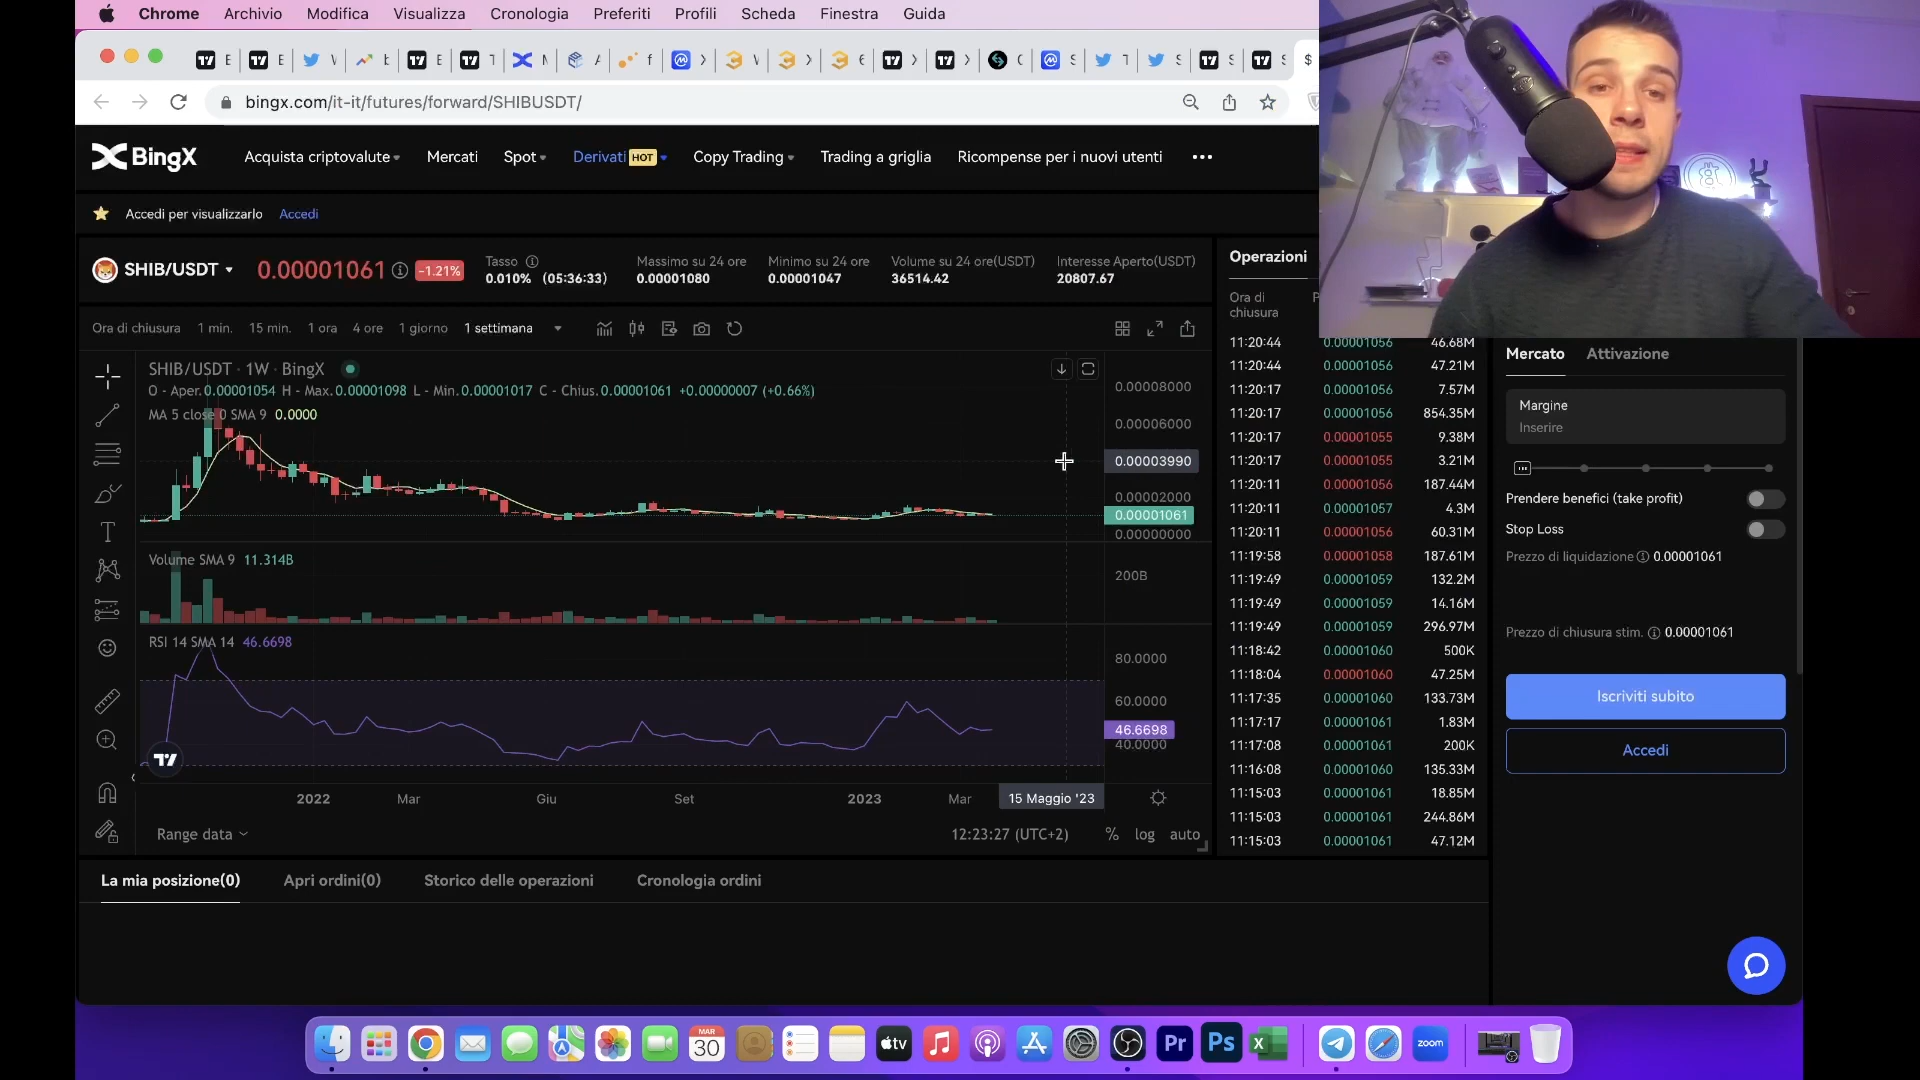 Chrome Archivio Modifica Visualizza Cronologia Preferiti Profili Scheda Finestra Guida
bingx.com/it-it/futures/forward/SHIBUSDT/
BingX Acquista criptovalute Mercati Spot Derivati HOT Copy Trading Trading a griglia Ricompense per i nuovi utenti
Accedi per visualizzarlo Accedi
SHIB/USDT 0.00001061 -1.21%
Tasso Massimo su 24 ore Minimo su 24 ore Volume su 24 ore(USDT) Interesse Aperto(USDT)
0.010% (05:36:33) 0.00001080 0.00001047 36514.42 20807.67
Ora di chiusura 1 min. 15 min. 1 ora 4 ore 1 giorno 1 settimana
SHIB/USDT · 1W · BingX
O - Aper.0.00001054 H - Max.0.00001098 L - Min.0.00001017 C - Chius.0.00001061 +0.00000007 (+0.66%)
MA 5 close 0 SMA 9 0.0000
0.00008000
0.00006000
0.00003990
0.00002000
0.00001061
0.00000000
Volume SMA 9 11.314B
200B
RSI 14 SMA 14 46.6698
80.0000
60.0000
46.6698
40.0000
2022 Mar Giu Set 2023 Mar 15 Maggio '23
Range data 12:23:27 (UTC+2) % log auto
Operazioni
Ora di
chiusura
11:20:44 0.00001056 46.68M
11:20:44 0.00001056 47.21M
11:20:17 0.00001056 7.57M
11:20:17 0.00001056 854.35M
11:20:17 0.00001055 9.38M
11:20:17 0.00001055 3.21M
11:20:11 0.00001056 187.44M
11:20:11 0.00001057 4.3M
11:20:11 0.00001056 60.31M
11:19:58 0.00001058 187.61M
11:19:49 0.00001059 132.2M
11:19:49 0.00001059 14.16M
11:19:49 0.00001059 296.97M
11:18:42 0.00001060 500K
11:18:04 0.00001060 47.25M
11:17:35 0.00001060 133.73M
11:17:17 0.00001061 1.83M
11:17:08 0.00001061 200K
11:16:08 0.00001060 135.33M
11:15:03 0.00001061 18.85M
11:15:03 0.00001061 244.86M
11:15:03 0.00001061 47.12M
Mercato Attivazione
Margine
Inserire
Prendere benefici (take profit)
Stop Loss
Prezzo di liquidazione 0.00001061
Prezzo di chiusura stim. 0.00001061
Iscriviti subito
Accedi
La mia posizione(0) Apri ordini(0) Storico delle operazioni Cronologia ordini
MAR
30
tv
Pr
Ps
X
zoom